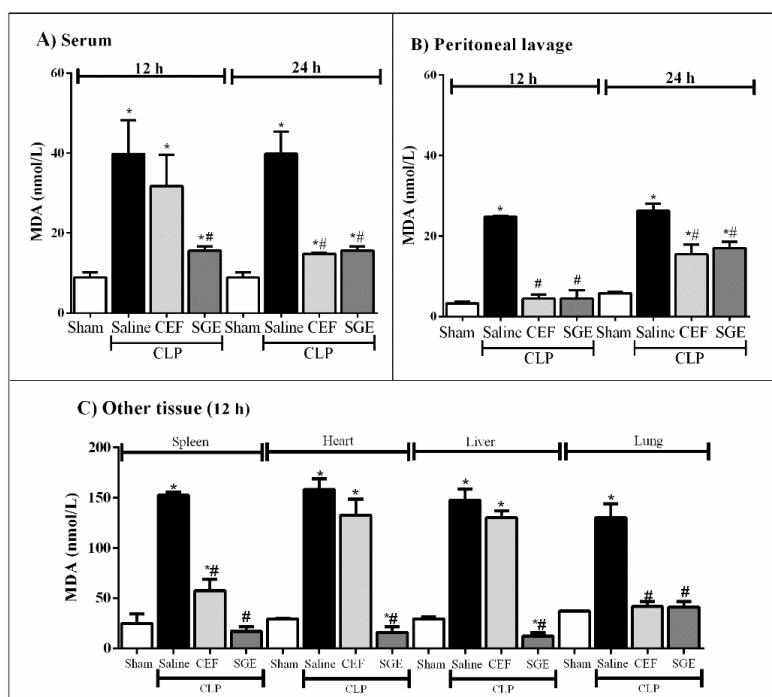 A) Serum
12 h 24 h
60
40
20
0
MDA (nmol/L)
* * *# * *# *#
Sham Saline CEF SGE Sham Saline CEF SGE
CLP CLP
B) Peritoneal lavage
12 h 24 h
60
40
20
0
MDA (nmol/L)
* # # * *# *#
Sham Saline CEF SGE Sham Saline CEF SGE
CLP CLP
C) Other tissue (12 h)
Spleen Heart Liver Lung
200
150
100
50
0
MDA (nmol/L)
* *# # * * *# * * *# * # #
Sham Saline CEF SGE Sham Saline CEF SGE Sham Saline CEF SGE Sham Saline CEF SGE
CLP CLP CLP CLP